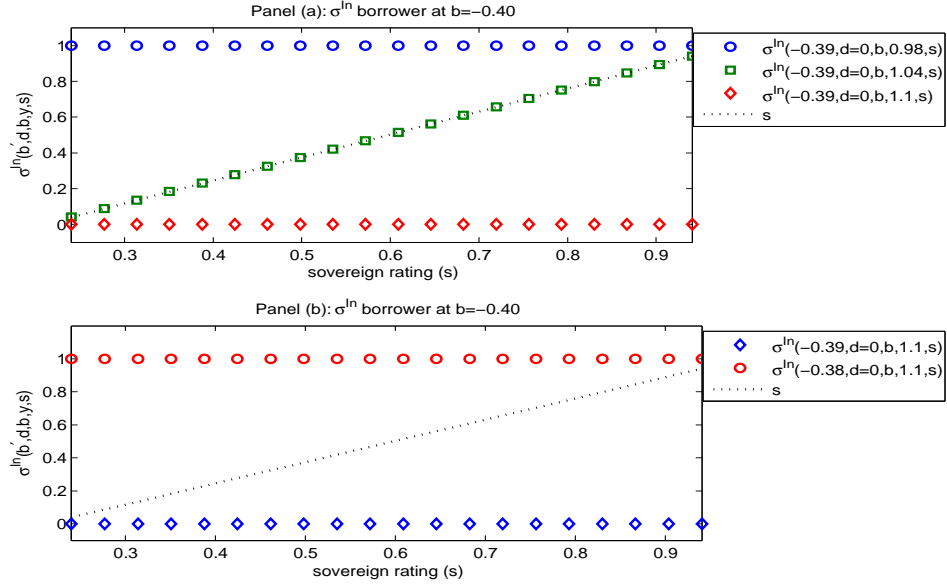 Panel (a): σ^In borrower at b=−0.40
σ^In(b′,d,b,y,s)
1
0.8
0.6
0.4
0.2
0
0.3 0.4 0.5 0.6 0.7 0.8 0.9
sovereign rating (s)
σ^In(−0.39,d=0,b,0.98,s)
σ^In(−0.39,d=0,b,1.04,s)
σ^In(−0.39,d=0,b,1.1,s)
s
Panel (b): σ^In borrower at b=−0.40
σ^In(b′,d,b,y,s)
1
0.8
0.6
0.4
0.2
0
0.3 0.4 0.5 0.6 0.7 0.8 0.9
sovereign rating (s)
σ^In(−0.39,d=0,b,1.1,s)
σ^In(−0.38,d=0,b,1.1,s)
s